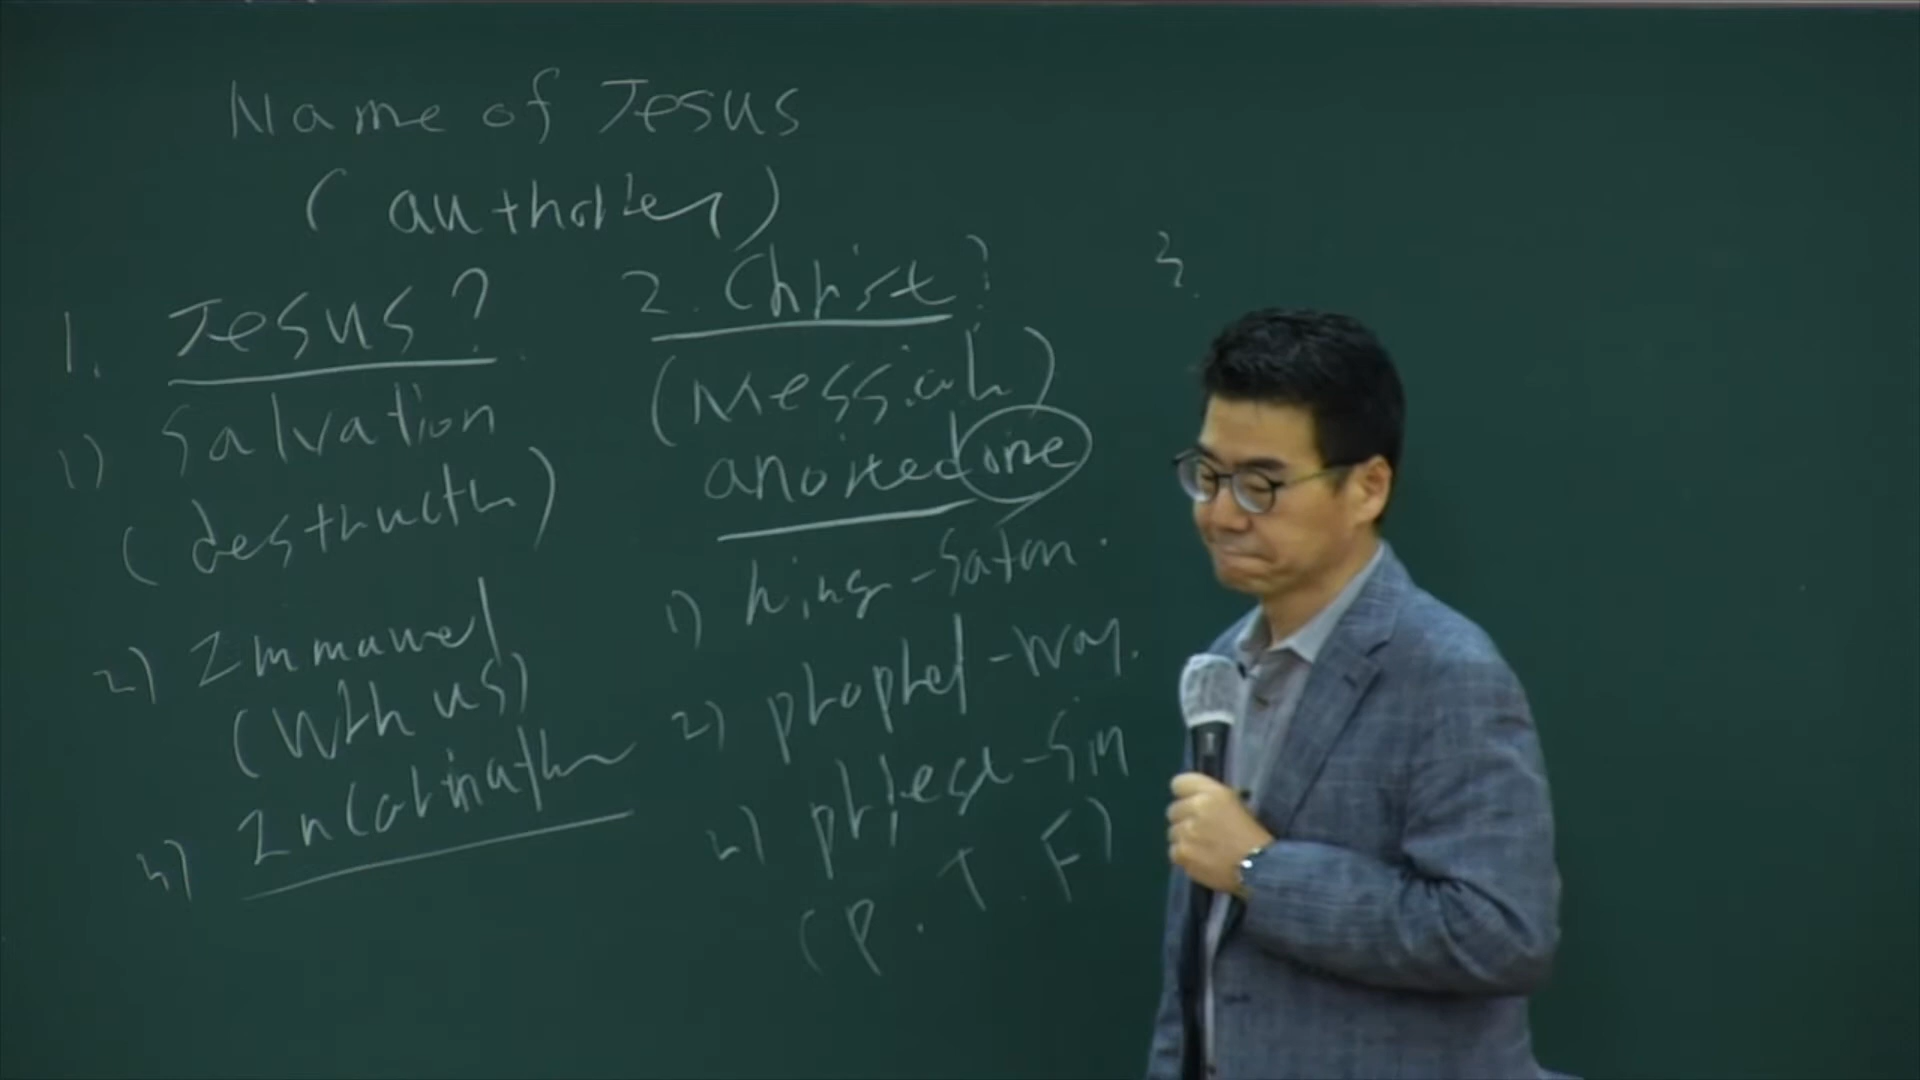 Name of Jesus
(authority)
1. Jesus?
1) Salvation
(destruction)
2) Immanuel
(With us)
3) Incarnation
2. Christ?
(Messiah)
anointed one
1) king - Satan.
2) prophet - Way.
3) priest - Sin
(P. T. F)
3.